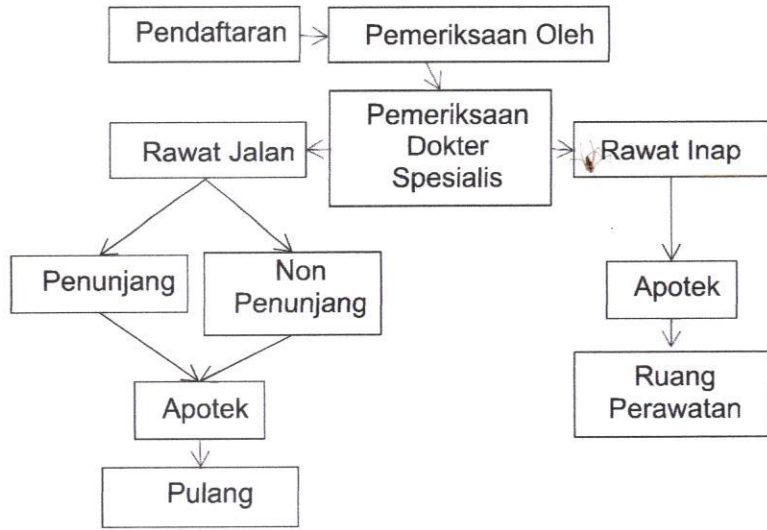 Pendaftaran
Pemeriksaan Oleh
Pemeriksaan
Dokter
Spesialis
Rawat Jalan
Rawat Inap
Penunjang
Non
Penunjang
Apotek
Pulang
Apotek
Ruang
Perawatan